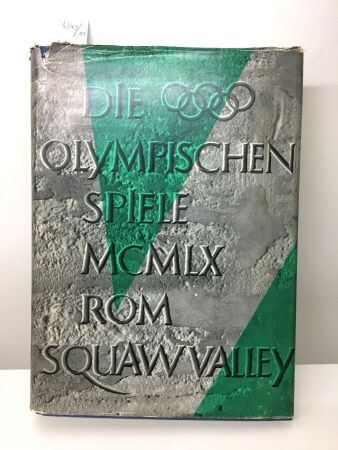 DIE
OLYMPISCHEN
SPIELE
MCMLX
ROM
SQUAW VALLEY